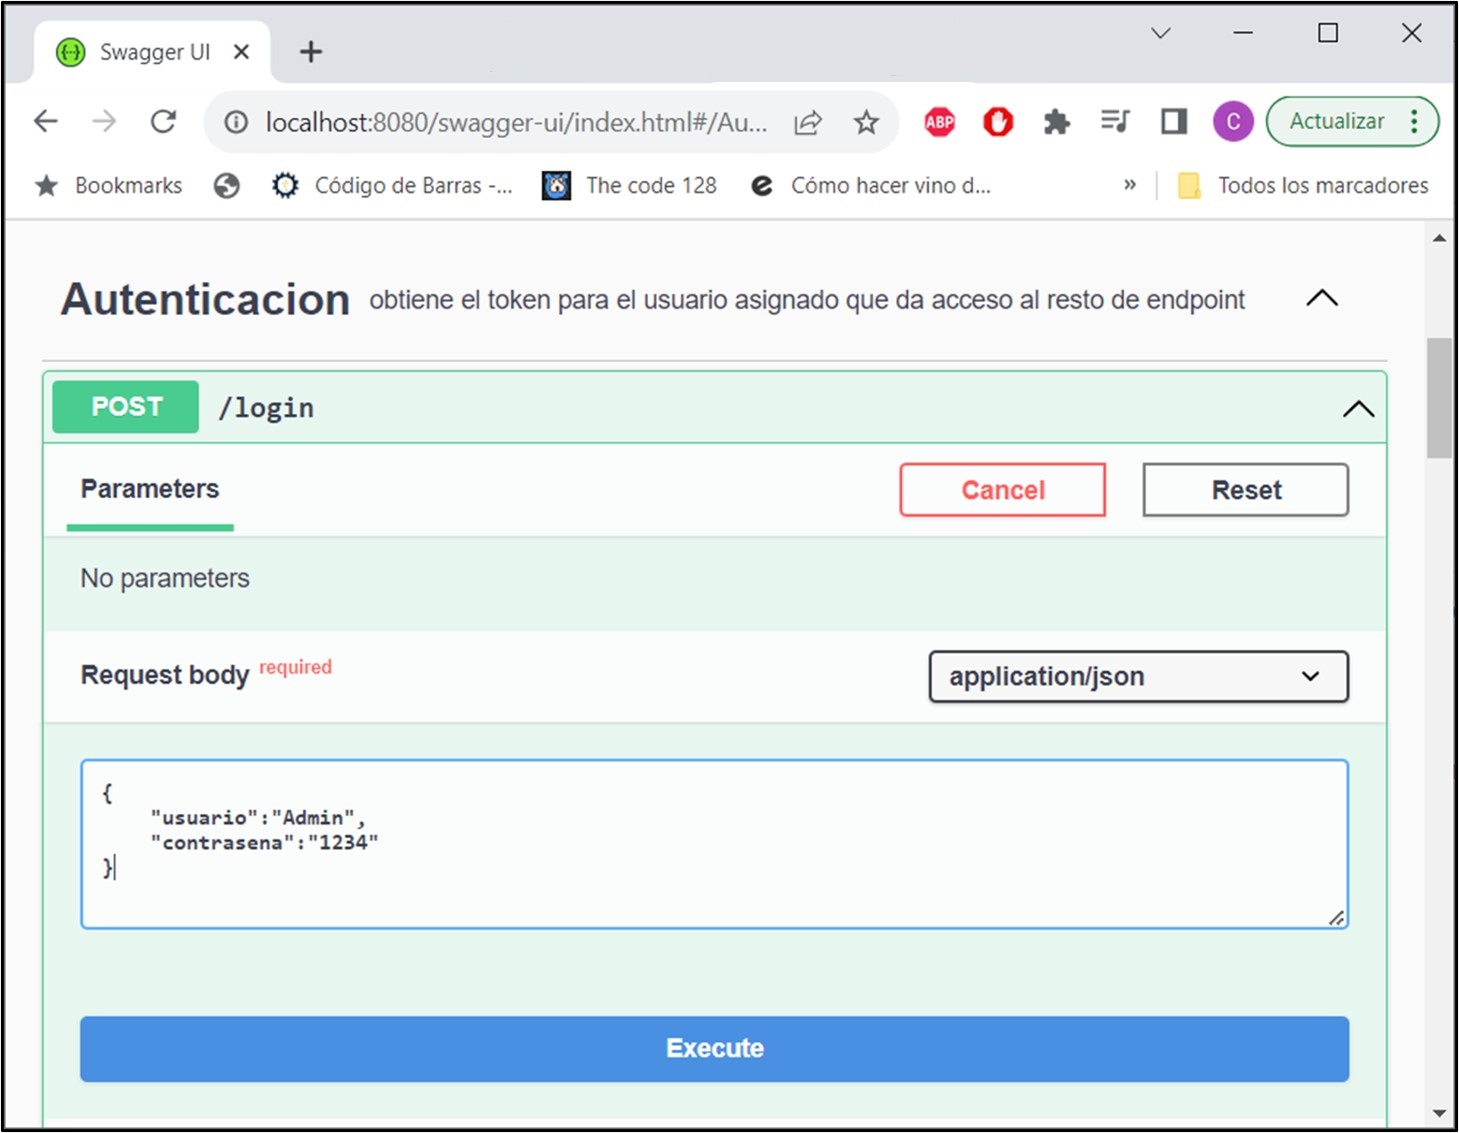 Swagger UI
localhost:8080/swagger-ui/index.html#/Au...
ABP
C
Actualizar
Bookmarks
Código de Barras -...
The code 128
Cómo hacer vino d...
»
Todos los marcadores
Autenticacion obtiene el token para el usuario asignado que da acceso al resto de endpoint
POST /login
Parameters
Cancel
Reset
No parameters
Request body required
application/json
{
"usuario":"Admin",
"contrasena":"1234"
}
Execute